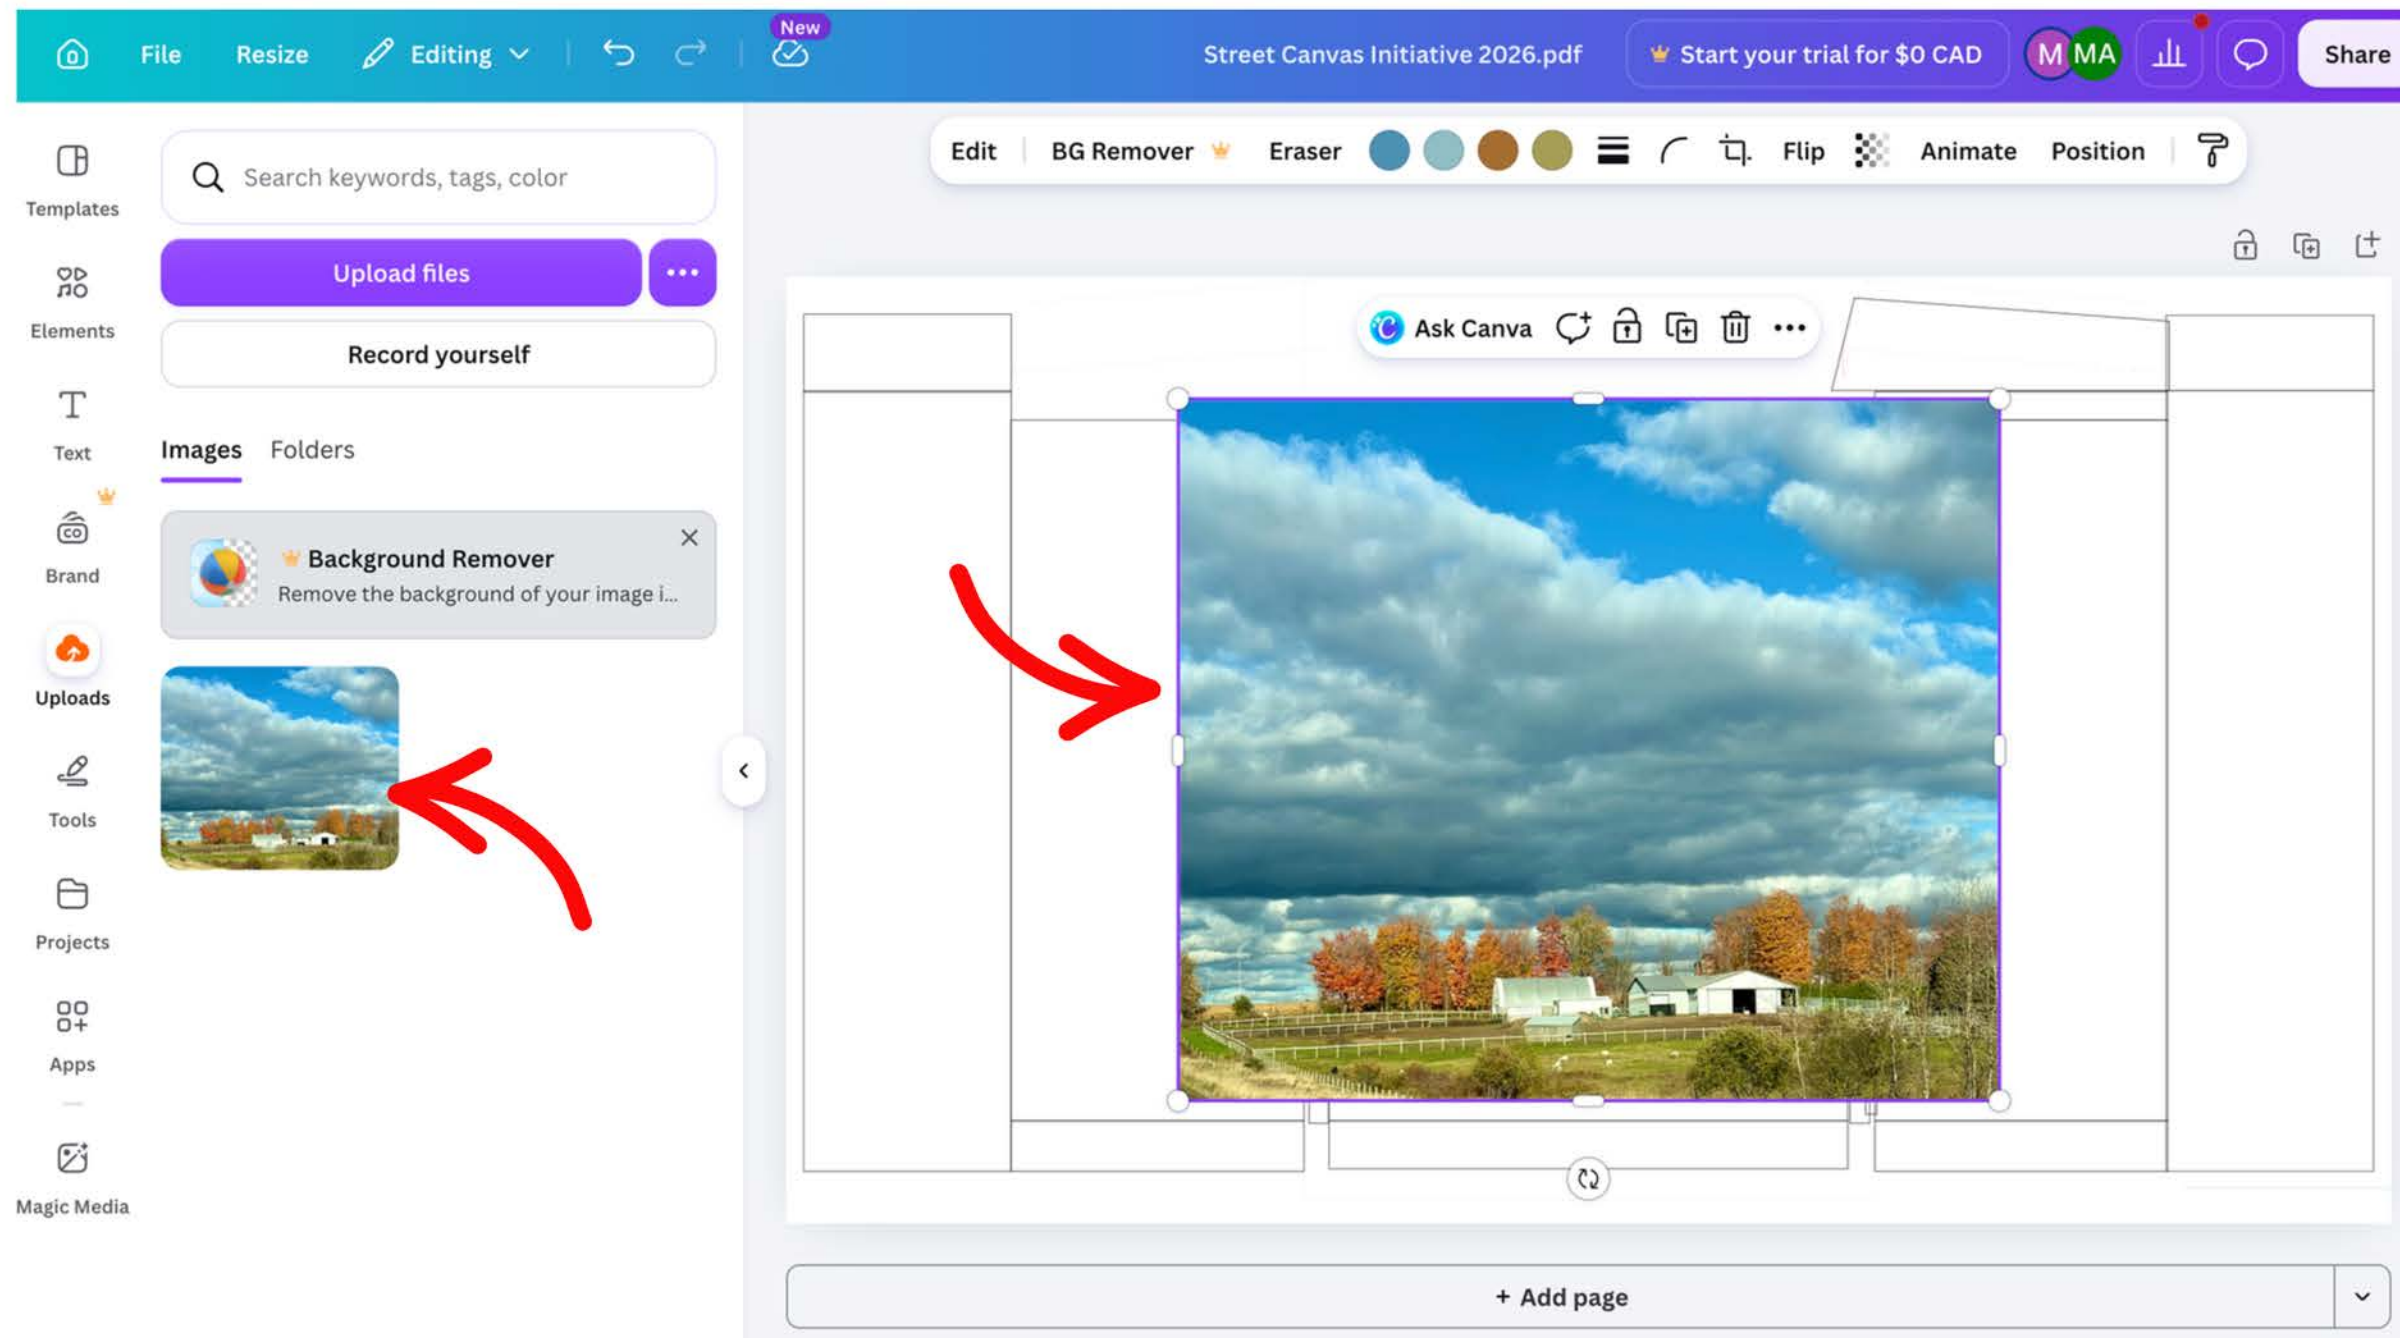 New
File
Resize
Editing
Street Canvas Initiative 2026.pdf
Start your trial for $0 CAD
M
MA
Share
Templates
Elements
Text
Brand
Uploads
Tools
Projects
Apps
Magic Media
Search keywords, tags, color
Upload files
Record yourself
Images
Folders
Background Remover
Remove the background of your image i...
Edit
BG Remover
Eraser
Flip
Animate
Position
Ask Canva
+ Add page